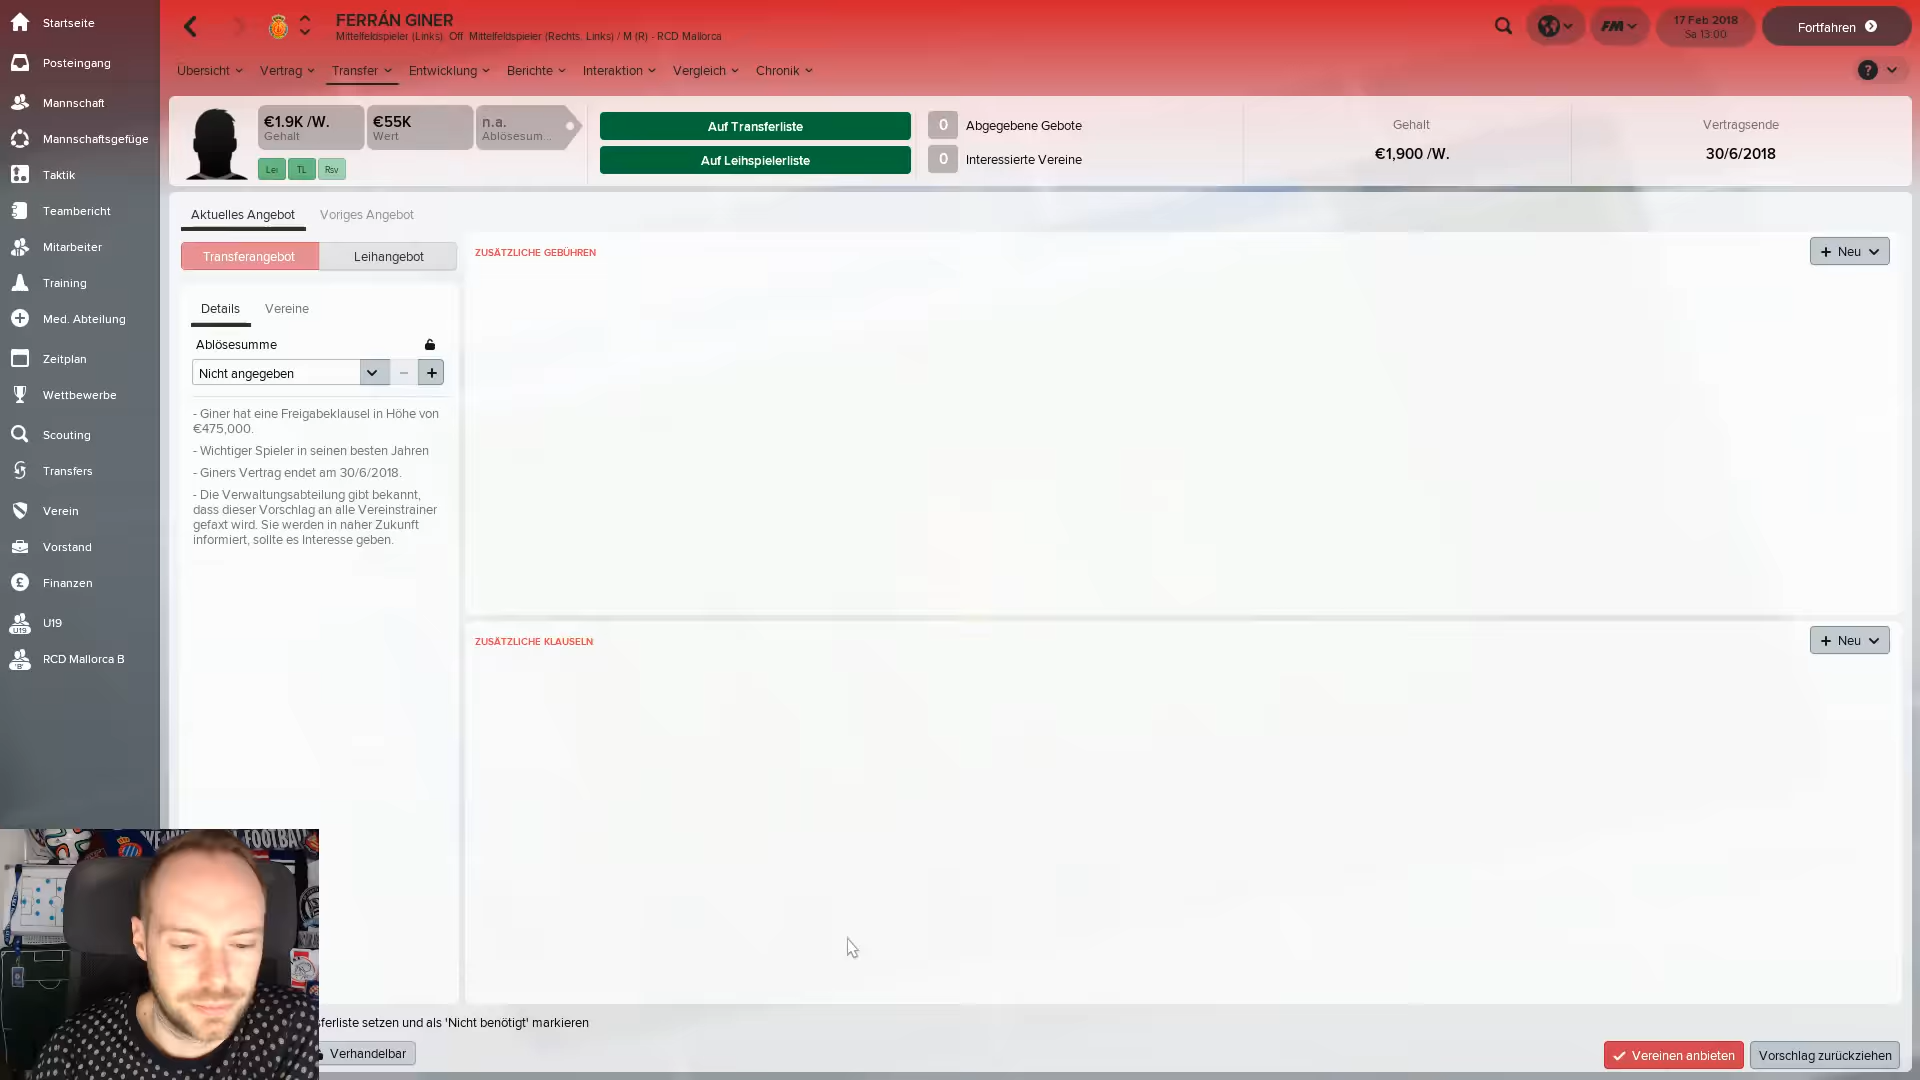 Startseite
Posteingang
Mannschaft
Mannschaftsgefüge
Taktik
Teambericht
Mitarbeiter
Training
Med. Abteilung
Zeitplan
Wettbewerbe
Scouting
Transfers
Verein
Vorstand
Finanzen
U19
U19
'B'
RCD Mallorca B
FERRÁN GINER
Mittelfeldspieler (Links), Off. Mittelfeldspieler (Rechts, Links) / M (R) - RCD Mallorca
FM
17 Feb 2018
Sa 13:00
Fortfahren
Übersicht
Vertrag
Transfer
Entwicklung
Berichte
Interaktion
Vergleich
Chronik
?
€1.9K /W.
Gehalt
€55K
Wert
n.a.
Ablösesum...
Lei
TL
Rsv
Auf Transferliste
Auf Leihspielerliste
0 Abgegebene Gebote
0 Interessierte Vereine
Gehalt
€1,900 /W.
Vertragsende
30/6/2018
Aktuelles Angebot
Voriges Angebot
Transferangebot
Leihangebot
Details
Vereine
Ablösesumme
Nicht angegeben
- Giner hat eine Freigabeklausel in Höhe von
€475,000.
- Wichtiger Spieler in seinen besten Jahren
- Giners Vertrag endet am 30/6/2018.
- Die Verwaltungsabteilung gibt bekannt,
dass dieser Vorschlag an alle Vereinstrainer
gefaxt wird. Sie werden in naher Zukunft
informiert, sollte es Interesse geben.
ZUSÄTZLICHE GEBÜHREN
+ Neu
ZUSÄTZLICHE KLAUSELN
+ Neu
FOOTBALL
sferliste setzen und als 'Nicht benötigt' markieren
Verhandelbar
Vereinen anbieten
Vorschlag zurückziehen